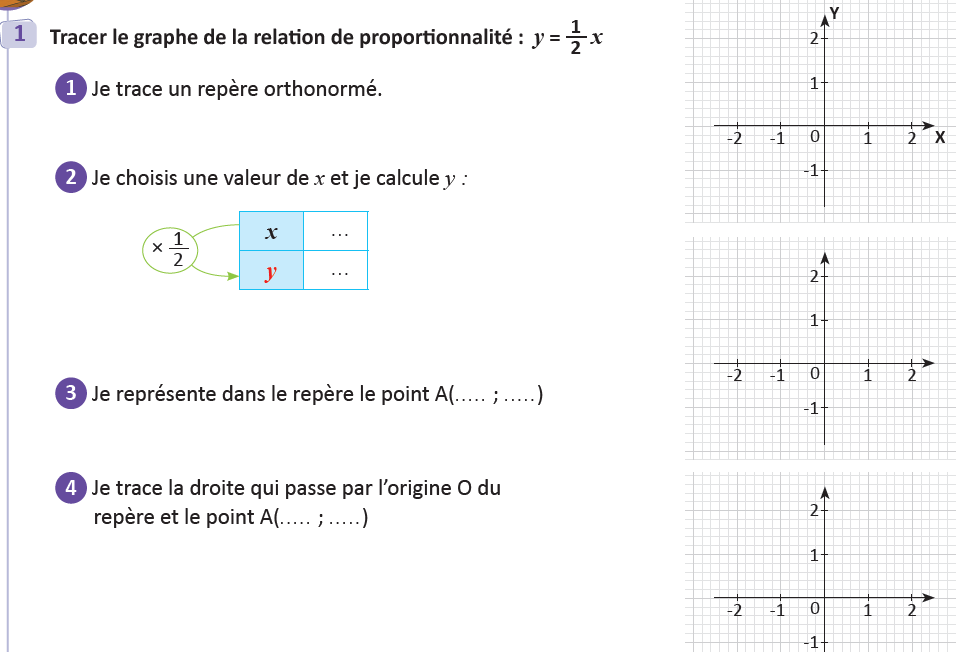 1 Tracer le graphe de la relation de proportionnalité : y = 1/2 x
1 Je trace un repère orthonormé.
2 Je choisis une valeur de x et je calcule y :
× 1/2
x ...
y ...
3 Je représente dans le repère le point A(..... ; .....)
4 Je trace la droite qui passe par l’origine O du
repère et le point A(..... ; .....)
Y
2
1
-2 -1 0 1 2 X
-1
2
1
-2 -1 0 1 2
-1
2
1
-2 -1 0 1 2
-1